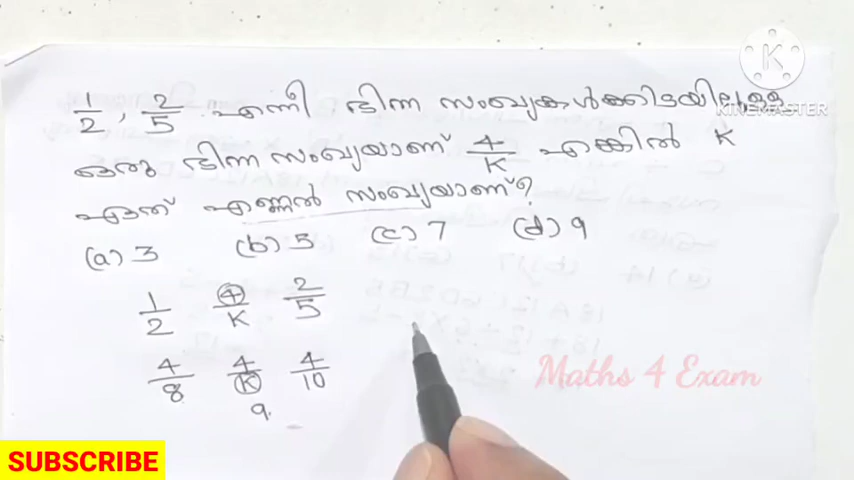 1/2, 2/5 എന്നീ ഭിന്ന സംഖ്യകൾക്കിടയിലുള്ള
ഒരു ഭിന്ന സംഖ്യയാണ് 4/K എങ്കിൽ K
ഏത് എണ്ണൽ സംഖ്യയാണ്?
(a) 3 (b) 5 (c) 7 (d) 9
1/2 4/K 2/5
4/8 4/K 4/10
9
K
KINEMASTER
Maths 4 Exam
SUBSCRIBE